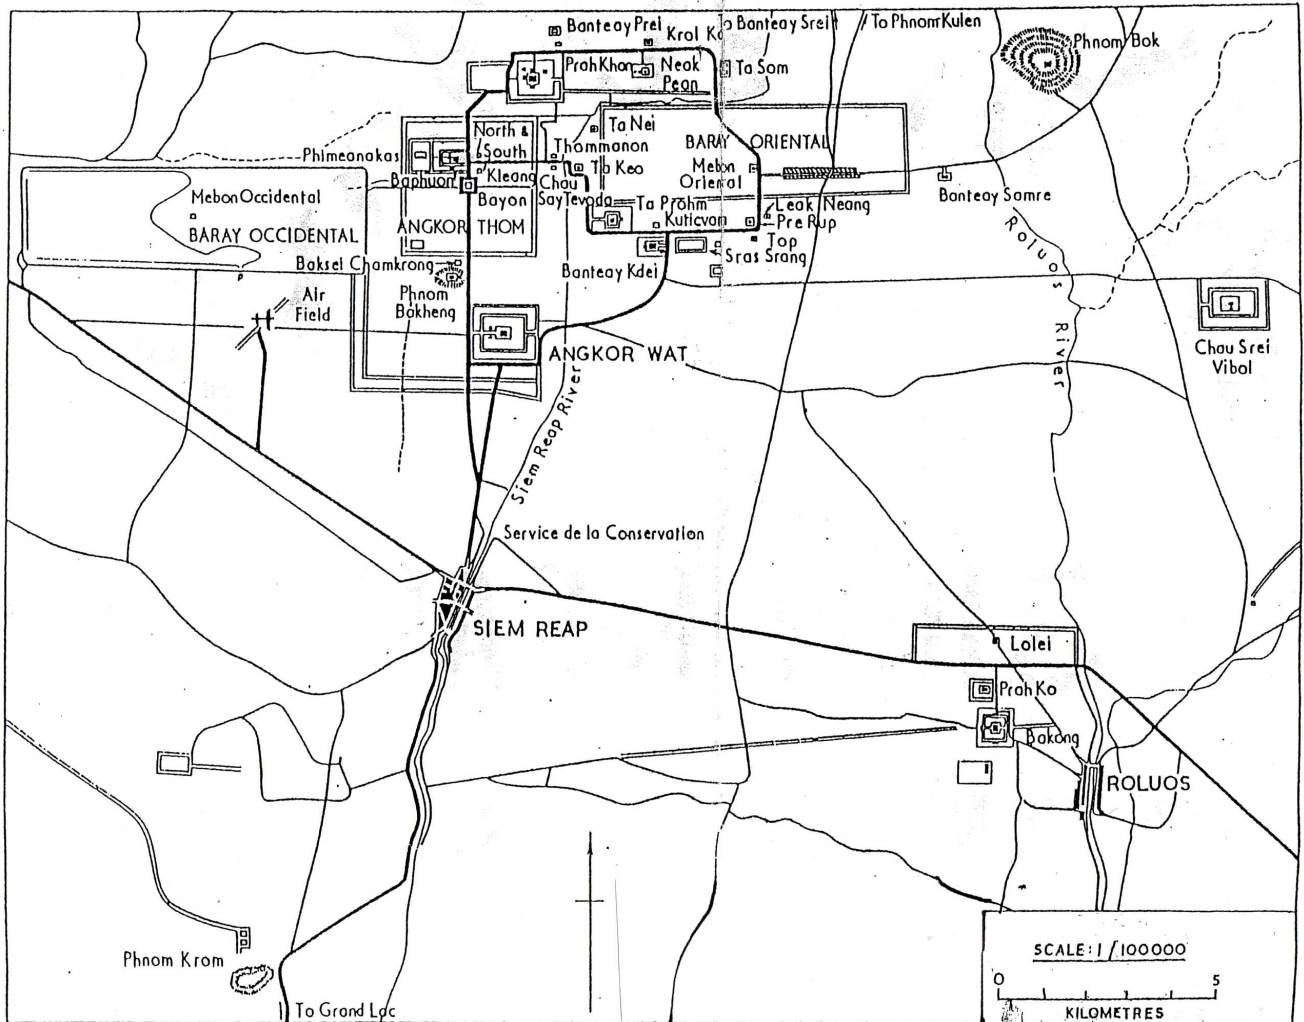 Banteay Prei
Krol Ko
To Banteay Srei
To Phnom Kulen
Phnom Bok
Prah Khan
Neak
Pean
Ta Som
North &
South
Kleang
Ta Nei
Thommanon
BARAY ORIENTAL
Phimeanakas
Ta Keo
Mebon
Oriental
Baphuon
Chau
Say Tevoda
Banteay Samre
Mebon Occidental
Bayon
Ta Prohm
Leak Neang
Kuticvan
Pre Rup
BARAY OCCIDENTAL
ANGKOR THOM
Top
Sras Srang
Roluos River
Baksei Chamkrong
Banteay Kdei
Air
Field
Phnom
Bakheng
ANGKOR WAT
Chau Srei
Vibol
Siem Reap River
Service de la Conservation
SIEM REAP
Lolei
Prah Ko
Bakong
ROLUOS
Phnom Krom
To Grand Lac
SCALE: 1/100000
0 5
KILOMETRES